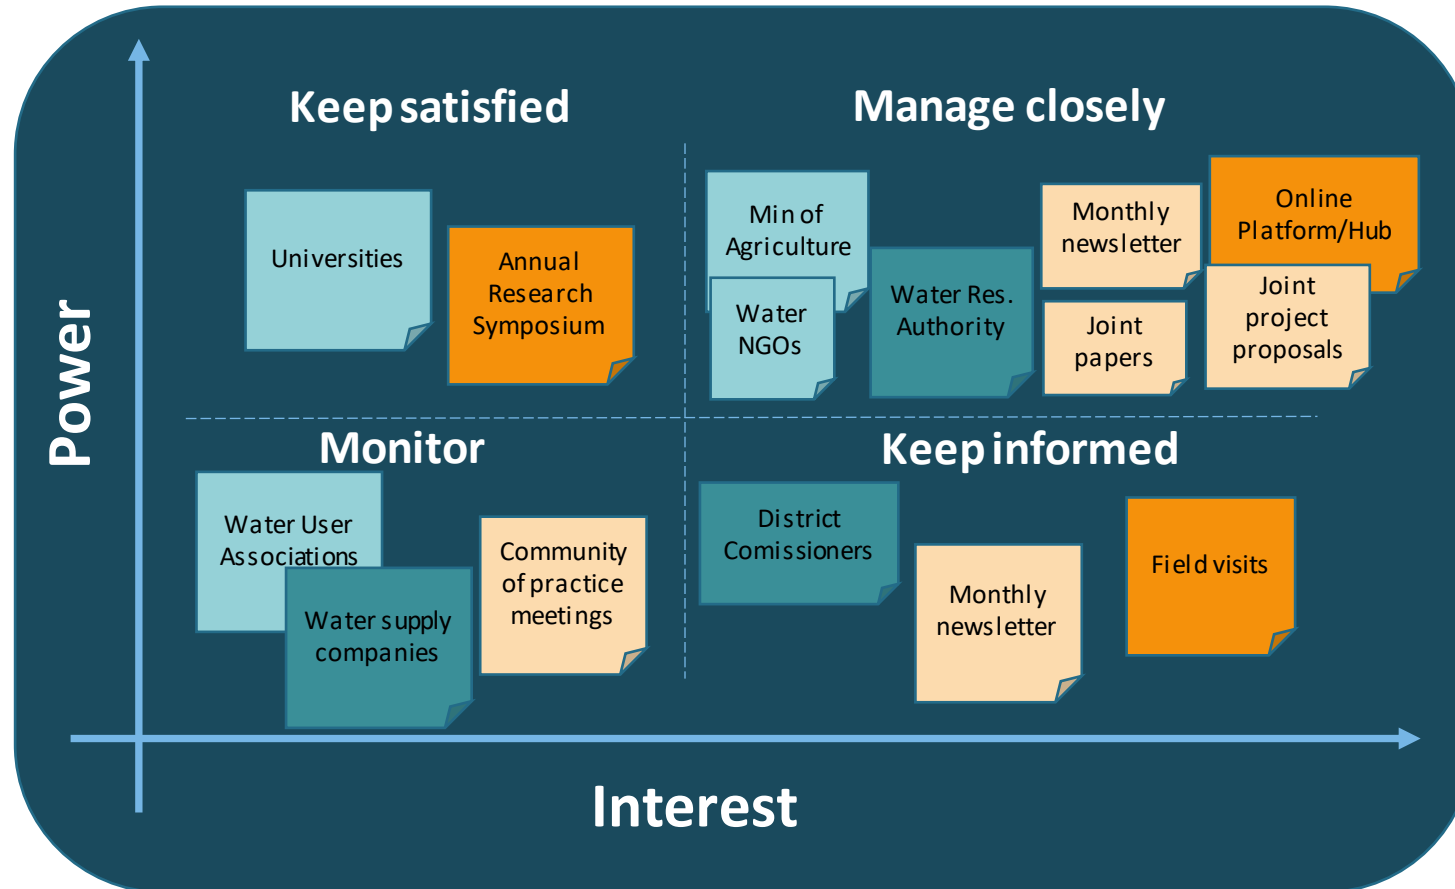 Keep satisfied
Manage closely
Universities
Annual
Research
Symposium
Min of
Agriculture
Water
NGOs
Water Res.
Authority
Monthly
newsletter
Joint
papers
Online
Platform/Hub
Joint
project
proposals
Power
Monitor
Keep informed
Water User
Associations
Water supply
companies
Community
of practice
meetings
District
Comissioners
Monthly
newsletter
Field visits
Interest